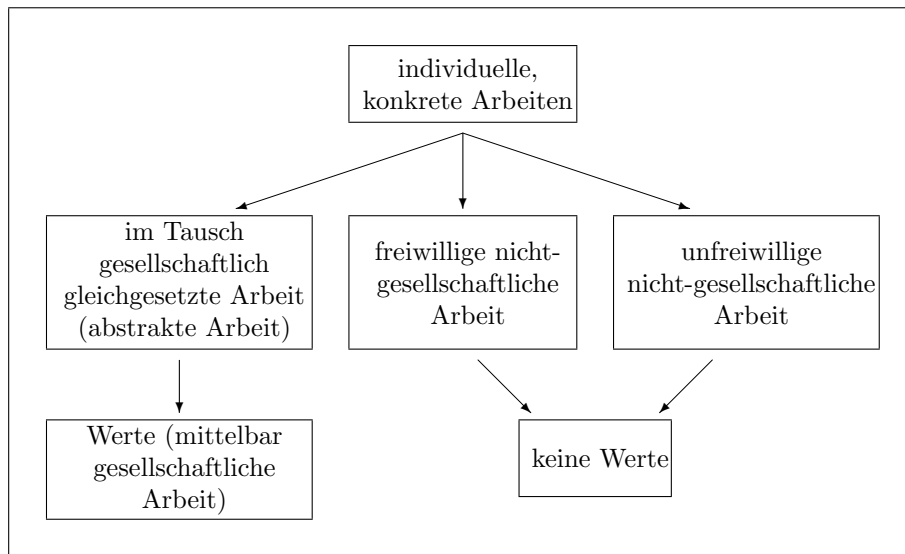 individuelle,
konkrete Arbeiten
im Tausch
gesellschaftlich
gleichgesetzte Arbeit
(abstrakte Arbeit)
freiwillige nicht-
gesellschaftliche
Arbeit
unfreiwillige
nicht-gesellschaftliche
Arbeit
Werte (mittelbar
gesellschaftliche
Arbeit)
keine Werte